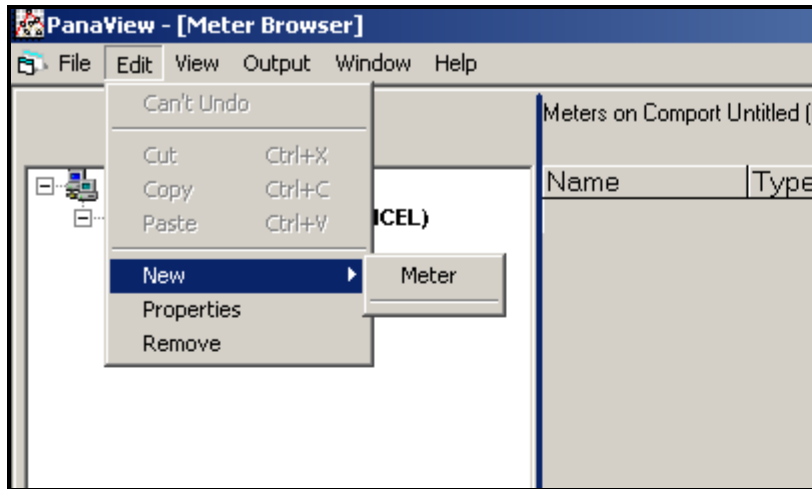 PanaView - [Meter Browser]
File Edit View Output Window Help
Can't Undo
Cut Ctrl+X
Copy Ctrl+C
Paste Ctrl+V
New
Properties
Remove
Meter
ICEL)
Meters on Comport Untitled (
Name Type